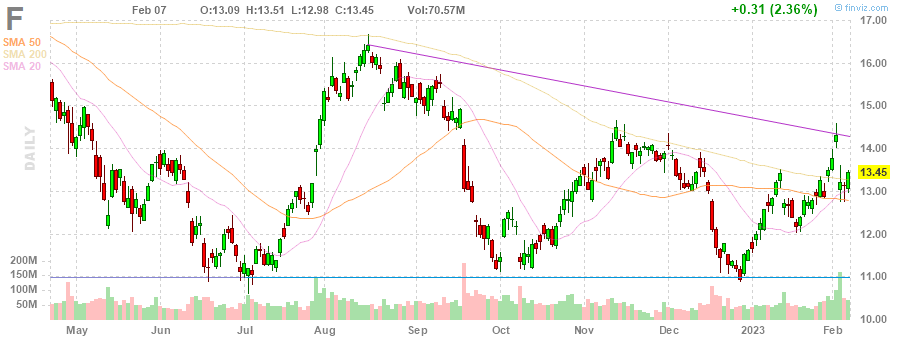 F
Feb 07 O:13.09 H:13.51 L:12.98 C:13.45 Vol:70.57M
+0.31 (2.36%)
© finviz.com
SMA 50
SMA 200
SMA 20
DAILY
17.00
16.00
15.00
14.00
13.45
13.00
12.00
11.00
10.00
200M
150M
100M
50M
May Jun Jul Aug Sep Oct Nov Dec 2023 Feb